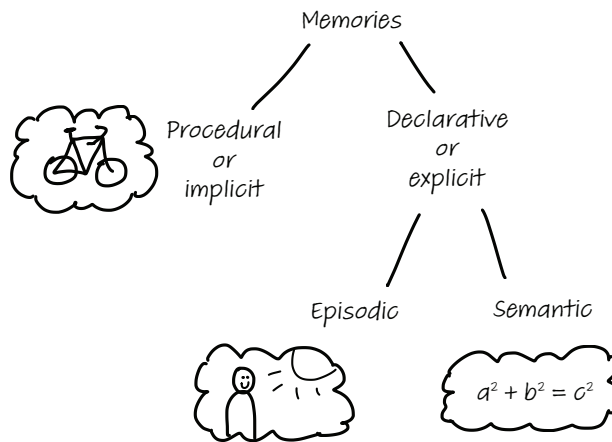 Memories
Procedural
or
implicit
Declarative
or
explicit
Episodic
Semantic
a² + b² = c²